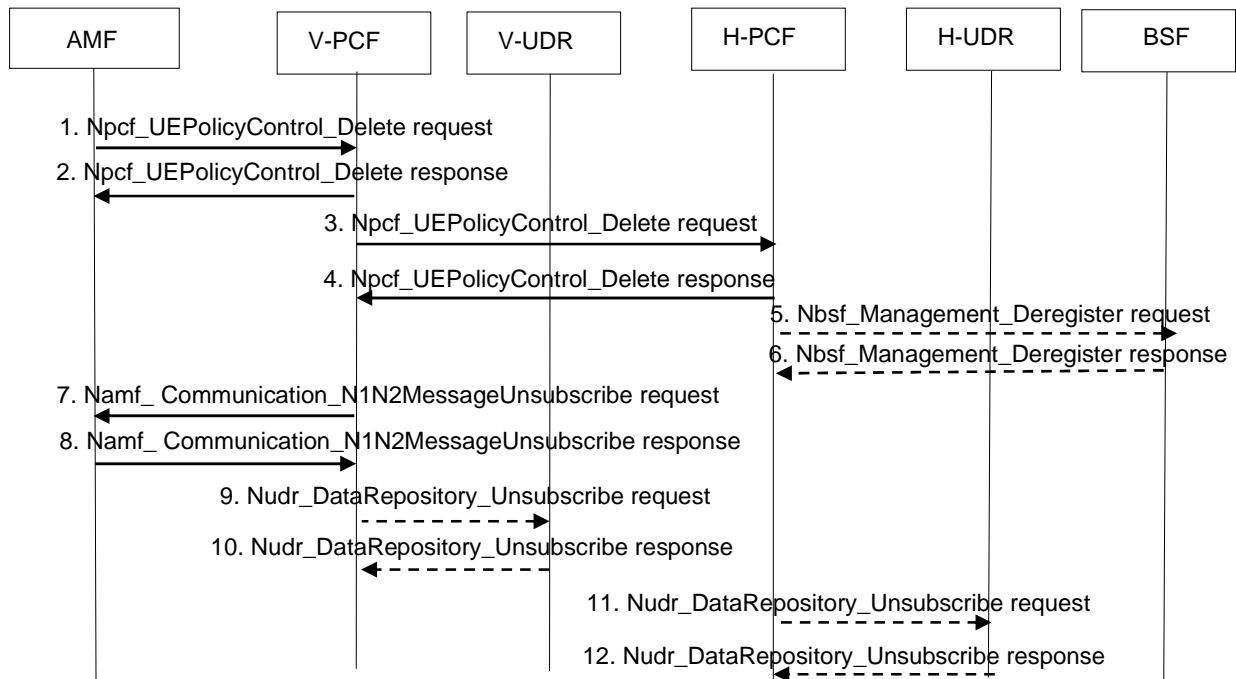 AMF V-PCF V-UDR H-PCF H-UDR BSF
1. Npcf_UEPolicyControl_Delete request
2. Npcf_UEPolicyControl_Delete response
3. Npcf_UEPolicyControl_Delete request
4. Npcf_UEPolicyControl_Delete response
5. Nbsf_Management_Deregister request
6. Nbsf_Management_Deregister response
7. Namf_ Communication_N1N2MessageUnsubscribe request
8. Namf_ Communication_N1N2MessageUnsubscribe response
9. Nudr_DataRepository_Unsubscribe request
10. Nudr_DataRepository_Unsubscribe response
11. Nudr_DataRepository_Unsubscribe request
12. Nudr_DataRepository_Unsubscribe response